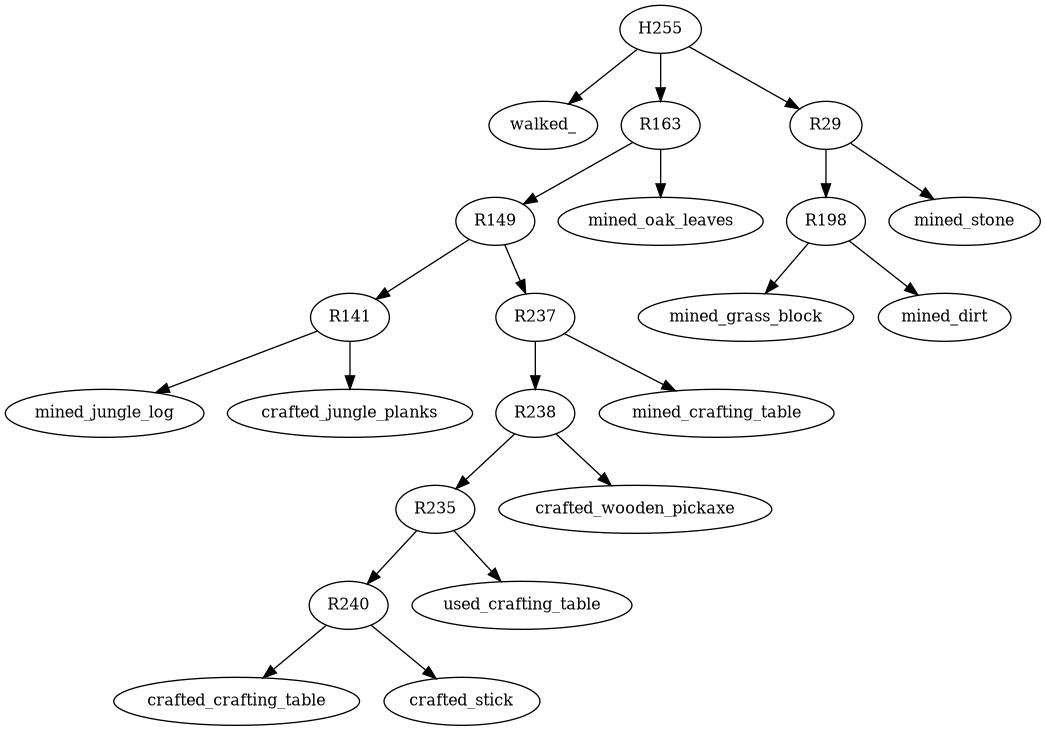 H255
walked_
R163
R29
R149
mined_oak_leaves
R198
mined_stone
R141
R237
mined_grass_block
mined_dirt
mined_jungle_log
crafted_jungle_planks
R238
mined_crafting_table
R235
crafted_wooden_pickaxe
R240
used_crafting_table
crafted_crafting_table
crafted_stick